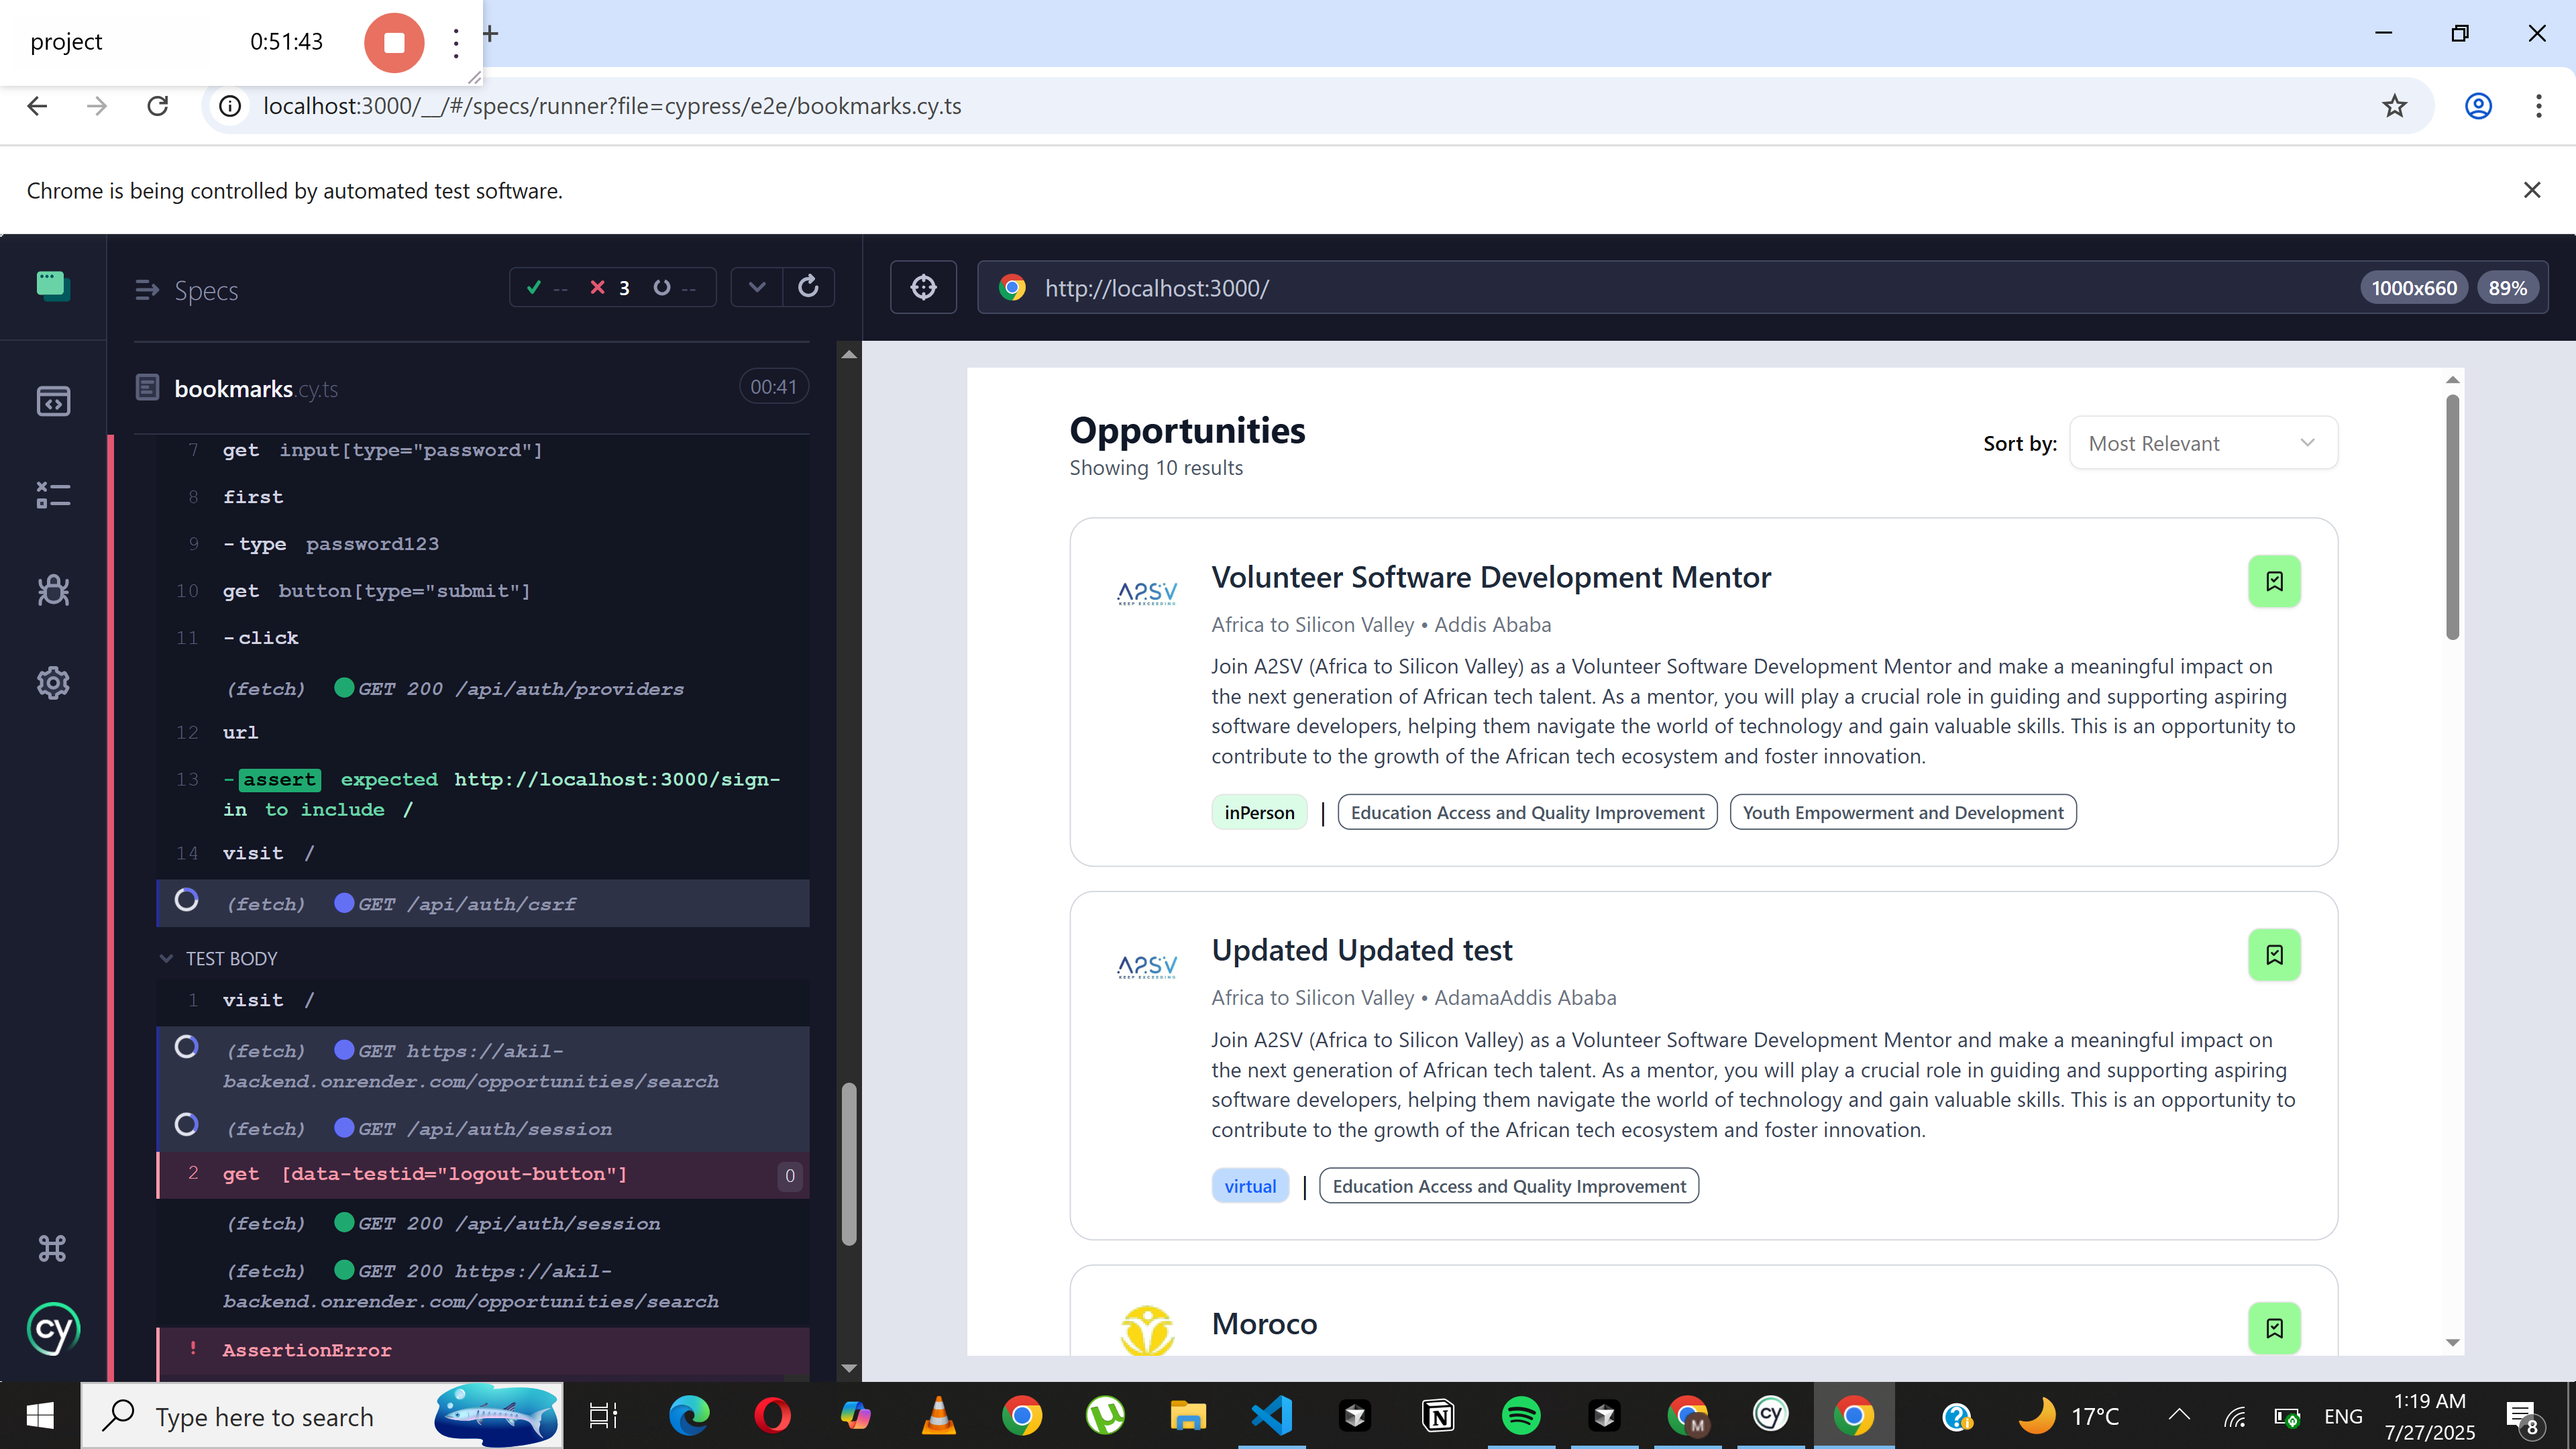 project
0:51:43
localhost:3000/__/#/specs/runner?file=cypress/e2e/bookmarks.cy.ts
Chrome is being controlled by automated test software.
Specs
-- 3 --
http://localhost:3000/
1000x660 89%
bookmarks.cy.ts
00:41
7 get input[type="password"]
8 first
9 -type password123
10 get button[type="submit"]
11 -click
(fetch) GET 200 /api/auth/providers
12 url
13 -assert expected http://localhost:3000/sign-
in to include /
14 visit /
(fetch) GET /api/auth/csrf
TEST BODY
1 visit /
(fetch) GET https://akil-
backend.onrender.com/opportunities/search
(fetch) GET /api/auth/session
2 get [data-testid="logout-button"] 0
(fetch) GET 200 /api/auth/session
(fetch) GET 200 https://akil-
backend.onrender.com/opportunities/search
! AssertionError
cy
Opportunities
Showing 10 results
Sort by: Most Relevant
A2SV
KEEP EXCEEDING
Volunteer Software Development Mentor
Africa to Silicon Valley • Addis Ababa
Join A2SV (Africa to Silicon Valley) as a Volunteer Software Development Mentor and make a meaningful impact on
the next generation of African tech talent. As a mentor, you will play a crucial role in guiding and supporting aspiring
software developers, helping them navigate the world of technology and gain valuable skills. This is an opportunity to
contribute to the growth of the African tech ecosystem and foster innovation.
inPerson | Education Access and Quality Improvement Youth Empowerment and Development
A2SV
KEEP EXCEEDING
Updated Updated test
Africa to Silicon Valley • AdamaAddis Ababa
Join A2SV (Africa to Silicon Valley) as a Volunteer Software Development Mentor and make a meaningful impact on
the next generation of African tech talent. As a mentor, you will play a crucial role in guiding and supporting aspiring
software developers, helping them navigate the world of technology and gain valuable skills. This is an opportunity to
contribute to the growth of the African tech ecosystem and foster innovation.
virtual | Education Access and Quality Improvement
Moroco
Type here to search
17°C
ENG
1:19 AM
7/27/2025
8